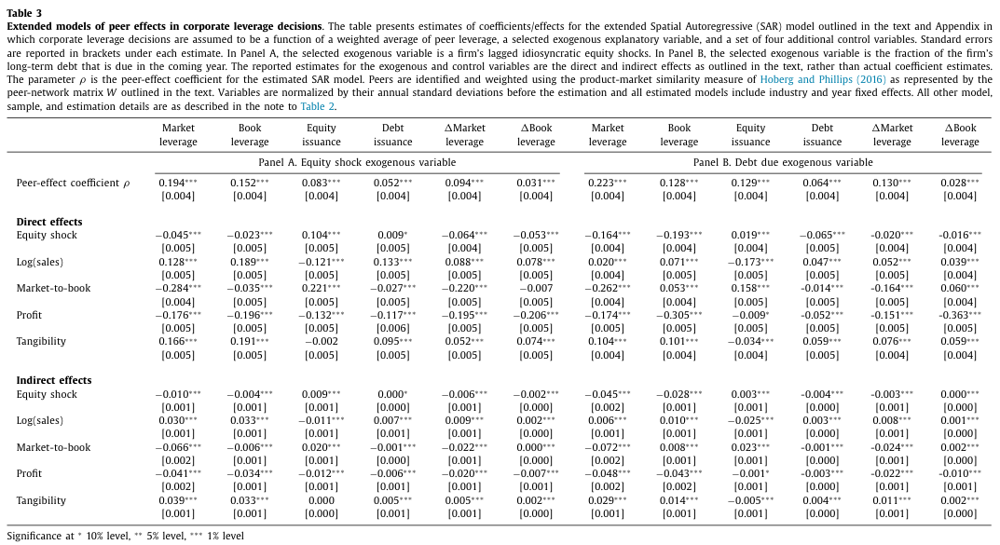 Table 3
Extended models of peer effects in corporate leverage decisions. The table presents estimates of coefficients/effects for the extended Spatial Autoregressive (SAR) model outlined in the text and Appendix in
which corporate leverage decisions are assumed to be a function of a weighted average of peer leverage, a selected exogenous explanatory variable, and a set of four additional control variables. Standard errors
are reported in brackets under each estimate. In Panel A, the selected exogenous variable is a firm's lagged idiosyncratic equity shocks. In Panel B, the selected exogenous variable is the fraction of the firm's
long-term debt that is due in the coming year. The reported estimates for the exogenous and control variables are the direct and indirect effects as outlined in the text, rather than actual coefficient estimates.
The parameter ρ is the peer-effect coefficient for the estimated SAR model. Peers are identified and weighted using the product-market similarity measure of Hoberg and Phillips (2016) as represented by the
peer-network matrix W outlined in the text. Variables are normalized by their annual standard deviations before the estimation and all estimated models include industry and year fixed effects. All other model,
sample, and estimation details are as described in the note to Table 2.
Market Book Equity Debt ΔMarket ΔBook Market Book Equity Debt ΔMarket ΔBook
leverage leverage issuance issuance leverage leverage leverage leverage issuance issuance leverage leverage
Panel A. Equity shock exogenous variable Panel B. Debt due exogenous variable
Peer-effect coefficient ρ 0.194*** 0.152*** 0.083*** 0.052*** 0.094*** 0.031*** 0.223*** 0.128*** 0.129*** 0.064*** 0.130*** 0.028***
[0.004] [0.004] [0.004] [0.004] [0.004] [0.004] [0.004] [0.004] [0.004] [0.004] [0.004] [0.004]
Direct effects
Equity shock −0.045*** −0.023*** 0.104*** 0.009* −0.064*** −0.053*** −0.164*** −0.193*** 0.019*** −0.065*** -0.020*** -0.016***
[0.005] [0.005] [0.005] [0.005] [0.004] [0.005] [0.004] [0.004] [0.005] [0.005] [0.004] [0.004]
Log(sales) 0.128*** 0.189*** −0.121*** 0.133*** 0.088*** 0.078*** 0.020*** 0.071*** −0.173*** 0.047*** 0.052*** 0.039***
[0.005] [0.005] [0.005] [0.005] [0.005] [0.005] [0.005] [0.005] [0.005] [0.005] [0.005] [0.004]
Market-to-book −0.284*** −0.035*** 0.221*** −0.027*** −0.220*** −0.007 −0.262*** 0.053*** 0.158*** -0.014*** −0.164*** 0.060***
[0.004] [0.005] [0.005] [0.005] [0.005] [0.005] [0.004] [0.005] [0.005] [0.005] [0.004] [0.004]
Profit −0.176*** −0.196*** −0.132*** −0.117*** −0.195*** −0.206*** −0.174*** −0.305*** −0.009* −0.052*** -0.151*** -0.363***
[0.005] [0.005] [0.005] [0.006] [0.005] [0.005] [0.005] [0.005] [0.005] [0.005] [0.005] [0.004]
Tangibility 0.166*** 0.191*** −0.002 0.095*** 0.052*** 0.074*** 0.104*** 0.101*** −0.034*** 0.059*** 0.076*** 0.059***
[0.005] [0.005] [0.005] [0.005] [0.005] [0.005] [0.004] [0.004] [0.005] [0.005] [0.004] [0.004]
Indirect effects
Equity shock −0.010*** −0.004*** 0.009*** 0.000* −0.006*** −0.002*** −0.045*** −0.028*** 0.003*** -0.004*** -0.003*** 0.000***
[0.001] [0.001] [0.001] [0.000] [0.001] [0.000] [0.002] [0.001] [0.001] [0.000] [0.001] [0.000]
Log(sales) 0.030*** 0.033*** −0.011*** 0.007*** 0.009*** 0.002*** 0.006*** 0.010*** −0.025*** 0.003*** 0.008*** 0.001***
[0.001] [0.001] [0.001] [0.001] [0.001] [0.000] [0.001] [0.001] [0.001] [0.000] [0.001] [0.000]
Market-to-book −0.066*** −0.006*** 0.020*** −0.001*** −0.022*** 0.000*** −0.072*** 0.008*** 0.023*** -0.001*** −0.024*** 0.002***
[0.002] [0.001] [0.001] [0.000] [0.001] [0.000] [0.002] [0.001] [0.001] [0.000] [0.001] [0.000]
Profit −0.041*** −0.034*** −0.012*** −0.006*** −0.020*** −0.007*** −0.048*** −0.043*** −0.001* -0.003*** −0.022*** -0.010***
[0.002] [0.001] [0.001] [0.001] [0.001] [0.001] [0.002] [0.002] [0.001] [0.000] [0.001] [0.001]
Tangibility 0.039*** 0.033*** 0.000 0.005*** 0.005*** 0.002*** 0.029*** 0.014*** −0.005*** 0.004*** 0.011*** 0.002***
[0.001] [0.001] [0.000] [0.001] [0.001] [0.000] [0.001] [0.001] [0.001] [0.000] [0.001] [0.000]
Significance at * 10% level, ** 5% level, *** 1% level